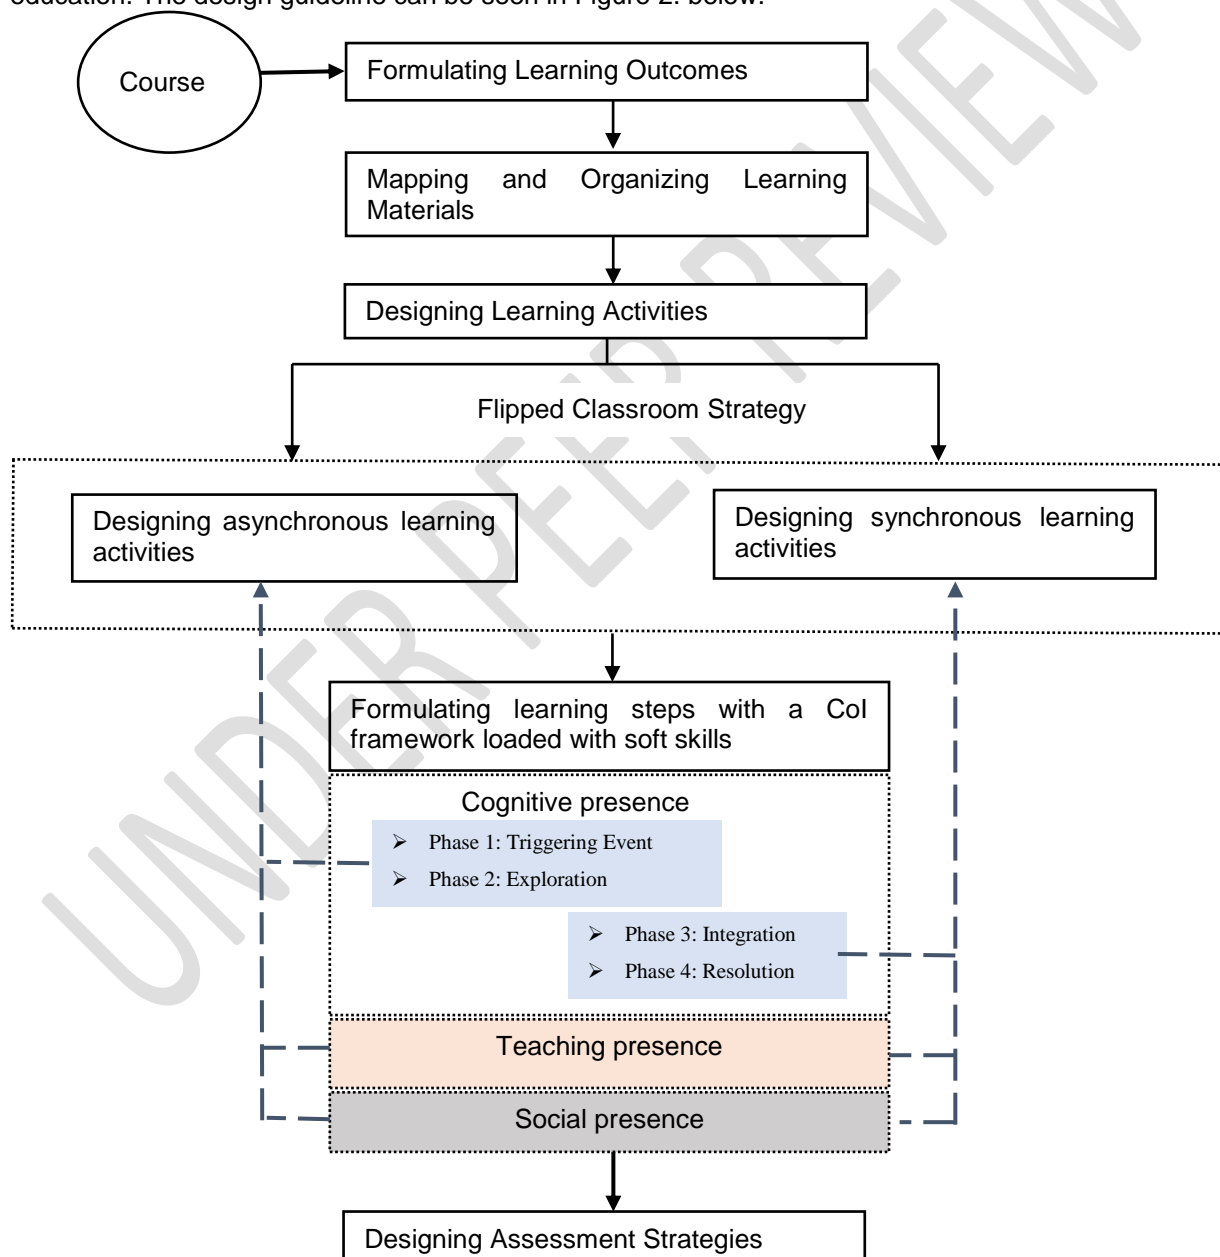 education. The design guideline can be seen in Figure 2. below:
Course
Formulating Learning Outcomes
Mapping and Organizing Learning
Materials
Designing Learning Activities
Flipped Classroom Strategy
Designing asynchronous learning
activities
Designing synchronous learning
activities
Formulating learning steps with a CoI
framework loaded with soft skills
Cognitive presence
➢ Phase 1: Triggering Event
➢ Phase 2: Exploration
➢ Phase 3: Integration
➢ Phase 4: Resolution
Teaching presence
Social presence
Designing Assessment Strategies
UNDER PEER REVIEW